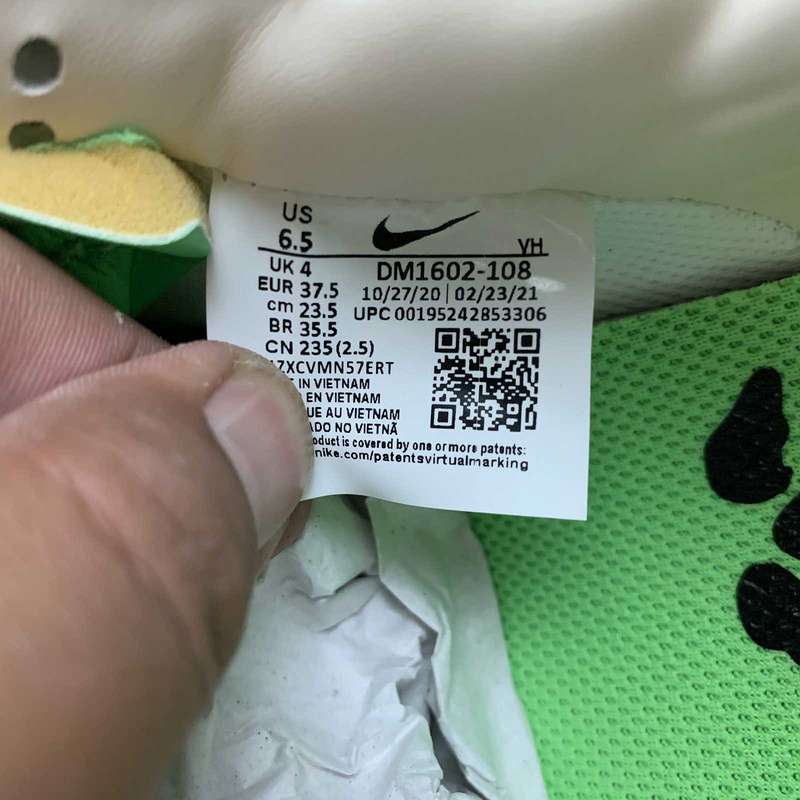 US
6.5
YH
UK 4
DM1602-108
EUR 37.5
10/27/20 | 02/23/21
cm 23.5
UPC 00195242853306
BR 35.5
CN 235 (2.5)
7XCVMN57ERT
IN VIETNAM
EN VIETNAM
UE AU VIETNAM
ADO NO VIETNÃ
oduct is covered by one or more patents:
nike.com/patentsvirtualmarking